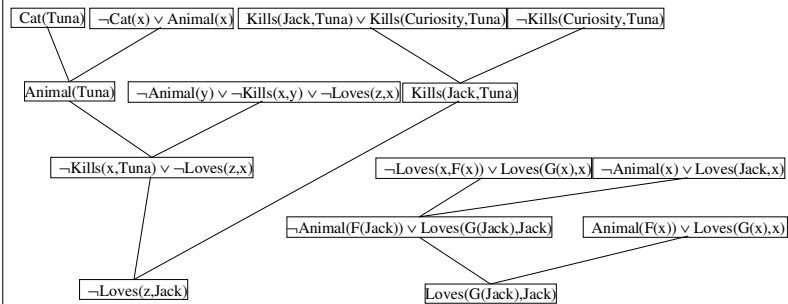 Cat(Tuna) ¬Cat(x) ∨ Animal(x) Kills(Jack,Tuna) ∨ Kills(Curiosity,Tuna) ¬Kills(Curiosity,Tuna)
Animal(Tuna) ¬Animal(y) ∨ ¬Kills(x,y) ∨ ¬Loves(z,x) Kills(Jack,Tuna)
¬Kills(x,Tuna) ∨ ¬Loves(z,x) ¬Loves(x,F(x)) ∨ Loves(G(x),x) ¬Animal(x) ∨ Loves(Jack,x)
¬Animal(F(Jack)) ∨ Loves(G(Jack),Jack) Animal(F(x)) ∨ Loves(G(x),x)
¬Loves(z,Jack) Loves(G(Jack),Jack)